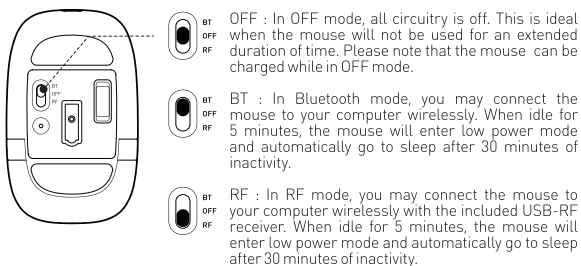 BT
OFF
RF
BT
OFF
RF
OFF : In OFF mode, all circuitry is off. This is ideal
when the mouse will not be used for an extended
duration of time. Please note that the mouse can be
charged while in OFF mode.
BT
OFF
RF
BT : In Bluetooth mode, you may connect the
mouse to your computer wirelessly. When idle for
5 minutes, the mouse will enter low power mode
and automatically go to sleep after 30 minutes of
inactivity.
BT
OFF
RF
RF : In RF mode, you may connect the mouse to
your computer wirelessly with the included USB-RF
receiver. When idle for 5 minutes, the mouse will
enter low power mode and automatically go to sleep
after 30 minutes of inactivity.